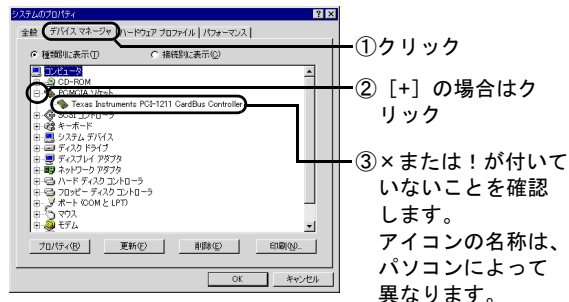 システムのプロパティ
全般 デバイス マネージャ ハードウェア プロファイル パフォーマンス
種類別に表示(T) 接続別に表示(C)
コンピュータ
CD-ROM
PCMCIA ソケット
Texas Instruments PCI-1211 CardBus Controller
SCSI コントローラ
キーボード
システム デバイス
ディスク ドライブ
ディスプレイ アダプタ
ネットワーク アダプタ
ハード ディスク コントローラ
フロッピー ディスク コントローラ
ポート (COM と LPT)
マウス
モデム
プロパティ(R) 更新(F) 削除(E) 印刷(N)...
OK キャンセル
①クリック
②［+］の場合はク
リック
③×または！が付いて
いないことを確認
します。
アイコンの名称は、
パソコンによって
異なります。